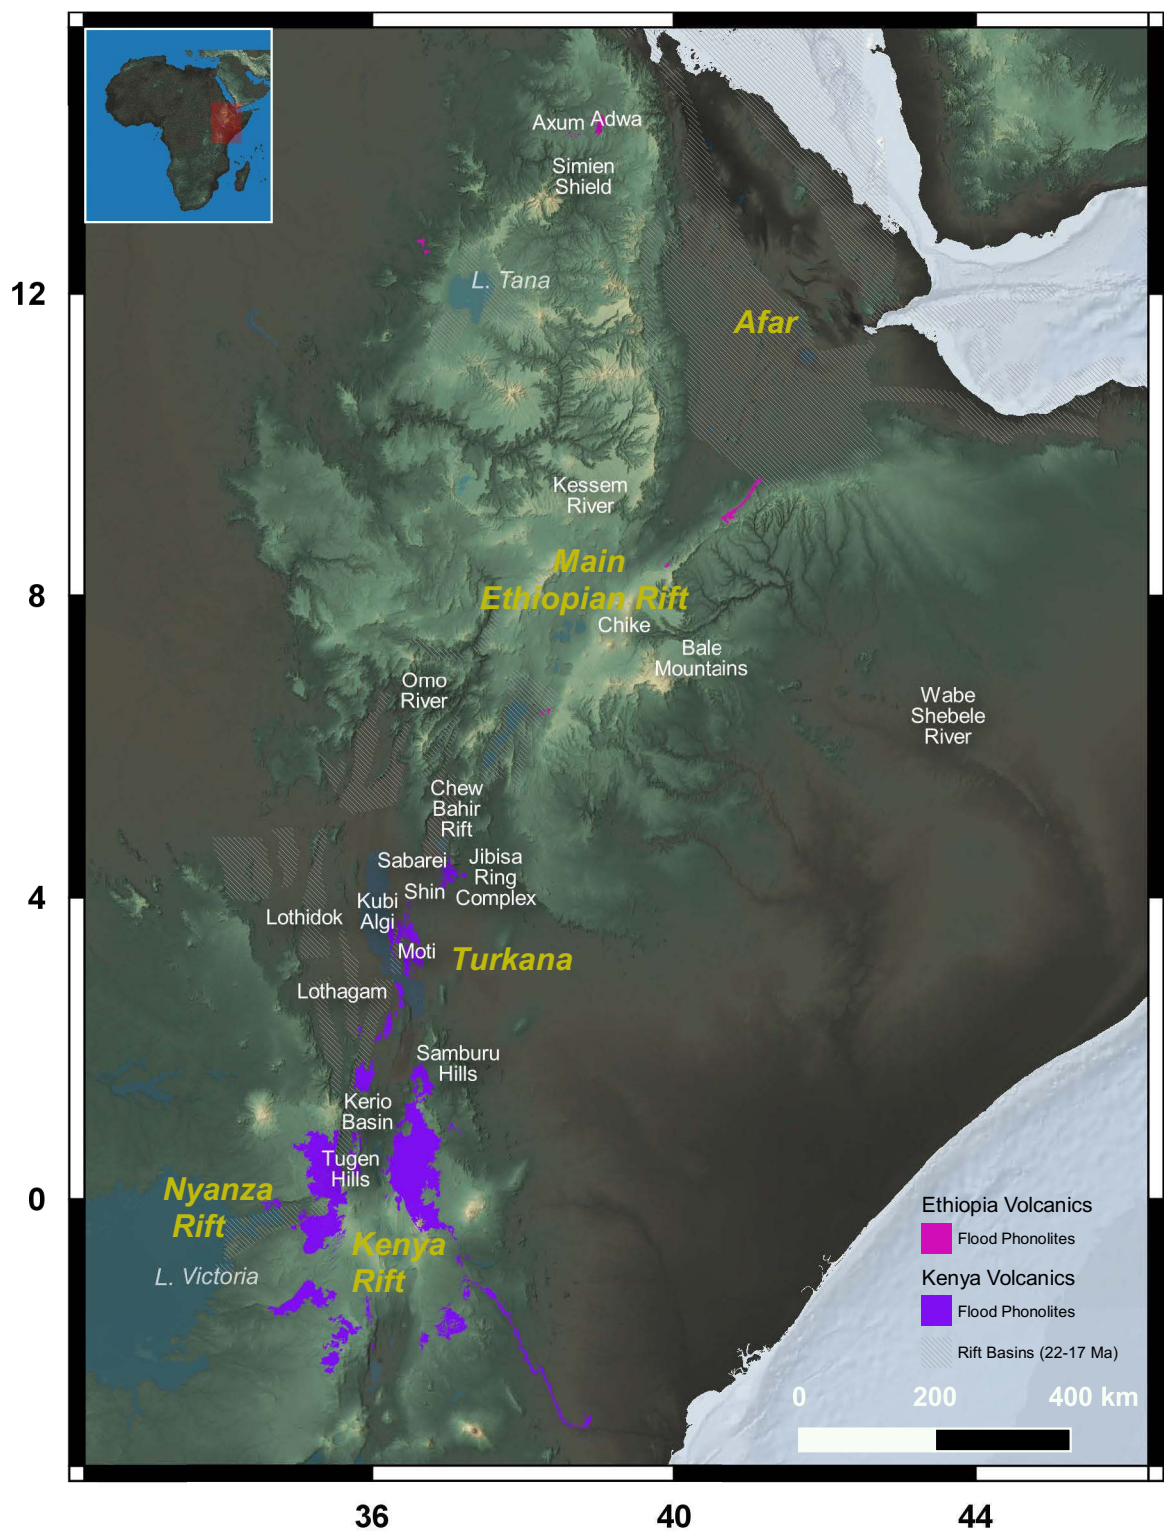 Axum Adwa
Simien
Shield
L. Tana
12
Afar
Kessem
River
Main
Ethiopian Rift
8
Chike
Bale
Mountains
Omo
River
Wabe
Shebele
River
Chew
Bahir
Rift
Sabarei
Jibisa
Ring
Complex
Shin
4
Kubi
Algi
Lothidok
Moti
Turkana
Lothagam
Samburu
Hills
Kerio
Basin
Tugen
Hills
Nyanza
Rift
0
Kenya
Rift
L. Victoria
Ethiopia Volcanics
Flood Phonolites
Kenya Volcanics
Flood Phonolites
Rift Basins (22-17 Ma)
0 200 400 km
36 40 44